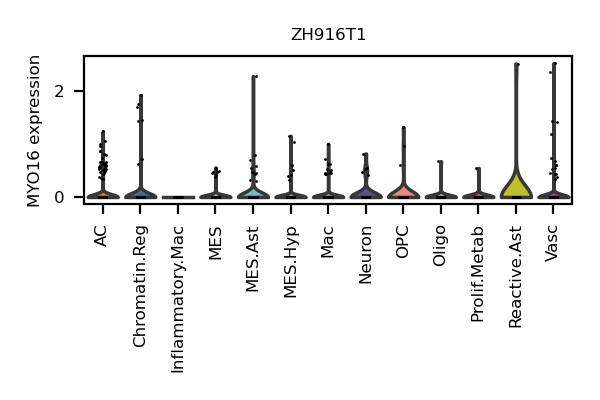 ZH916T1
MYO16 expression
2
0
AC
Chromatin.Reg
Inflammatory.Mac
MES
MES.Ast
MES.Hyp
Mac
Neuron
OPC
Oligo
Prolif.Metab
Reactive.Ast
Vasc